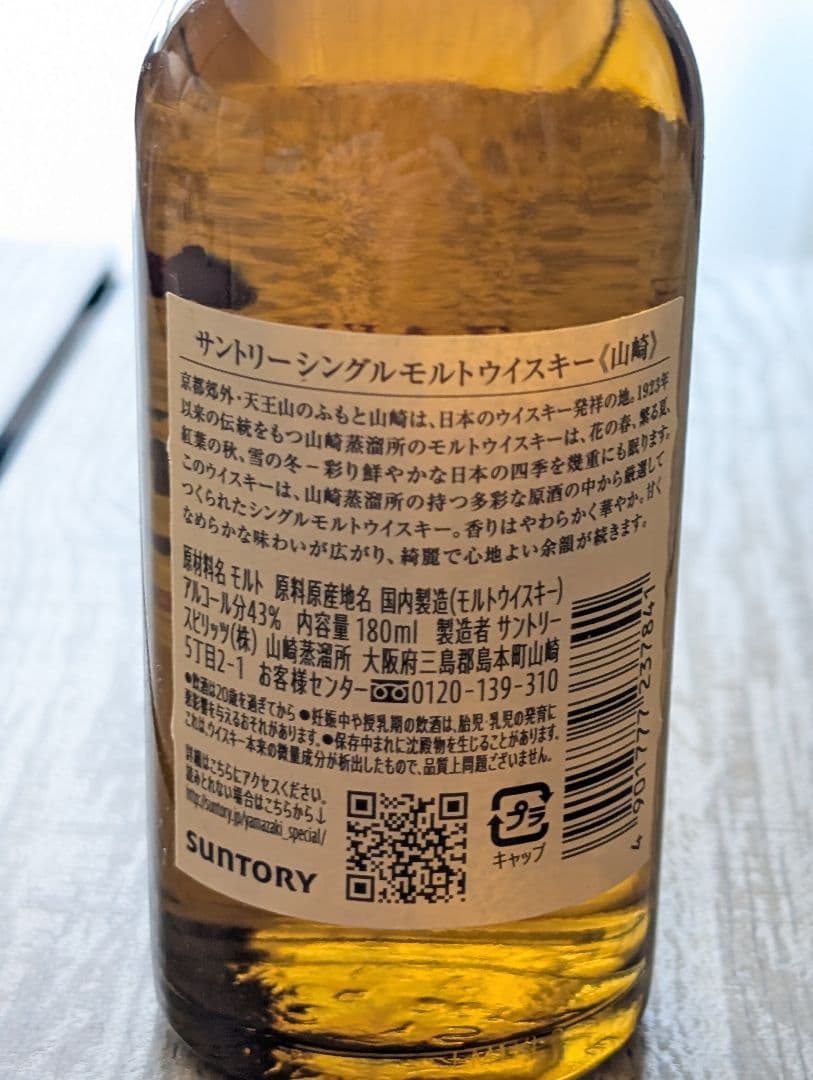 サントリーシングルモルトウイスキー《山崎》
京都郊外・天王山のふもと山崎は、日本のウイスキー発祥の地。1923年
以来の伝統をもつ山崎蒸溜所のモルトウイスキーは、花の春、繁る夏、
紅葉の秋、雪の冬－彩り鮮やかな日本の四季を幾重にも眠ります。
このウイスキーは、山崎蒸溜所の持つ多彩な原酒の中から厳選して
つくられたシングルモルトウイスキー。香りはやわらかく華やか。甘く
なめらかな味わいが広がり、綺麗で心地よい余韻が続きます。
原材料名 モルト 原料原産地名 国内製造(モルトウイスキー)
アルコール分43% 内容量 180ml 製造者 サントリー
スピリッツ(株) 山崎蒸溜所 大阪府三島郡島本町山崎
5丁目2-1 お客様センター 0120-139-310
●飲酒は20歳を過ぎてから ●妊娠中や授乳期の飲酒は、胎児・乳児の発育に
悪影響を与えるおそれがあります。●保存中まれに沈殿物を生じることがあります。
これは、ウイスキー本来の微量成分が析出したもので、品質上問題ございません。
詳細はこちらにアクセスください。
読みとれない場合はこちらから↓
http://suntory.jp/yamazaki_special/
SUNTORY
プラ
キャップ
4 901777 237841